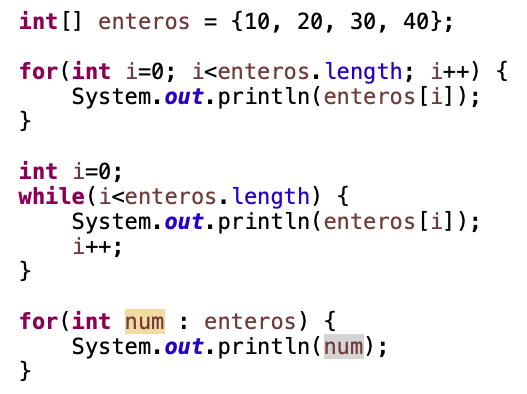 int[] enteros = {10, 20, 30, 40};
for(int i=0; i<enteros.length; i++) {
    System.out.println(enteros[i]);
}
int i=0;
while(i<enteros.length) {
    System.out.println(enteros[i]);
    i++;
}
for(int num : enteros) {
    System.out.println(num);
}